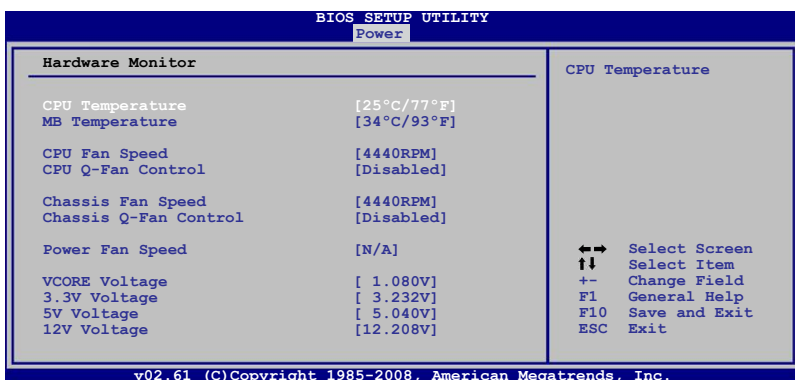 BIOS SETUP UTILITY
Power
Hardware Monitor
CPU Temperature [25°C/77°F]
MB Temperature [34°C/93°F]
CPU Fan Speed [4440RPM]
CPU Q-Fan Control [Disabled]
Chassis Fan Speed [4440RPM]
Chassis Q-Fan Control [Disabled]
Power Fan Speed [N/A]
VCORE Voltage [ 1.080V]
3.3V Voltage [ 3.232V]
5V Voltage [ 5.040V]
12V Voltage [12.208V]
CPU Temperature
←→ Select Screen
↑↓ Select Item
+- Change Field
F1 General Help
F10 Save and Exit
ESC Exit
v02.61 (C)Copyright 1985-2008, American Megatrends, Inc.